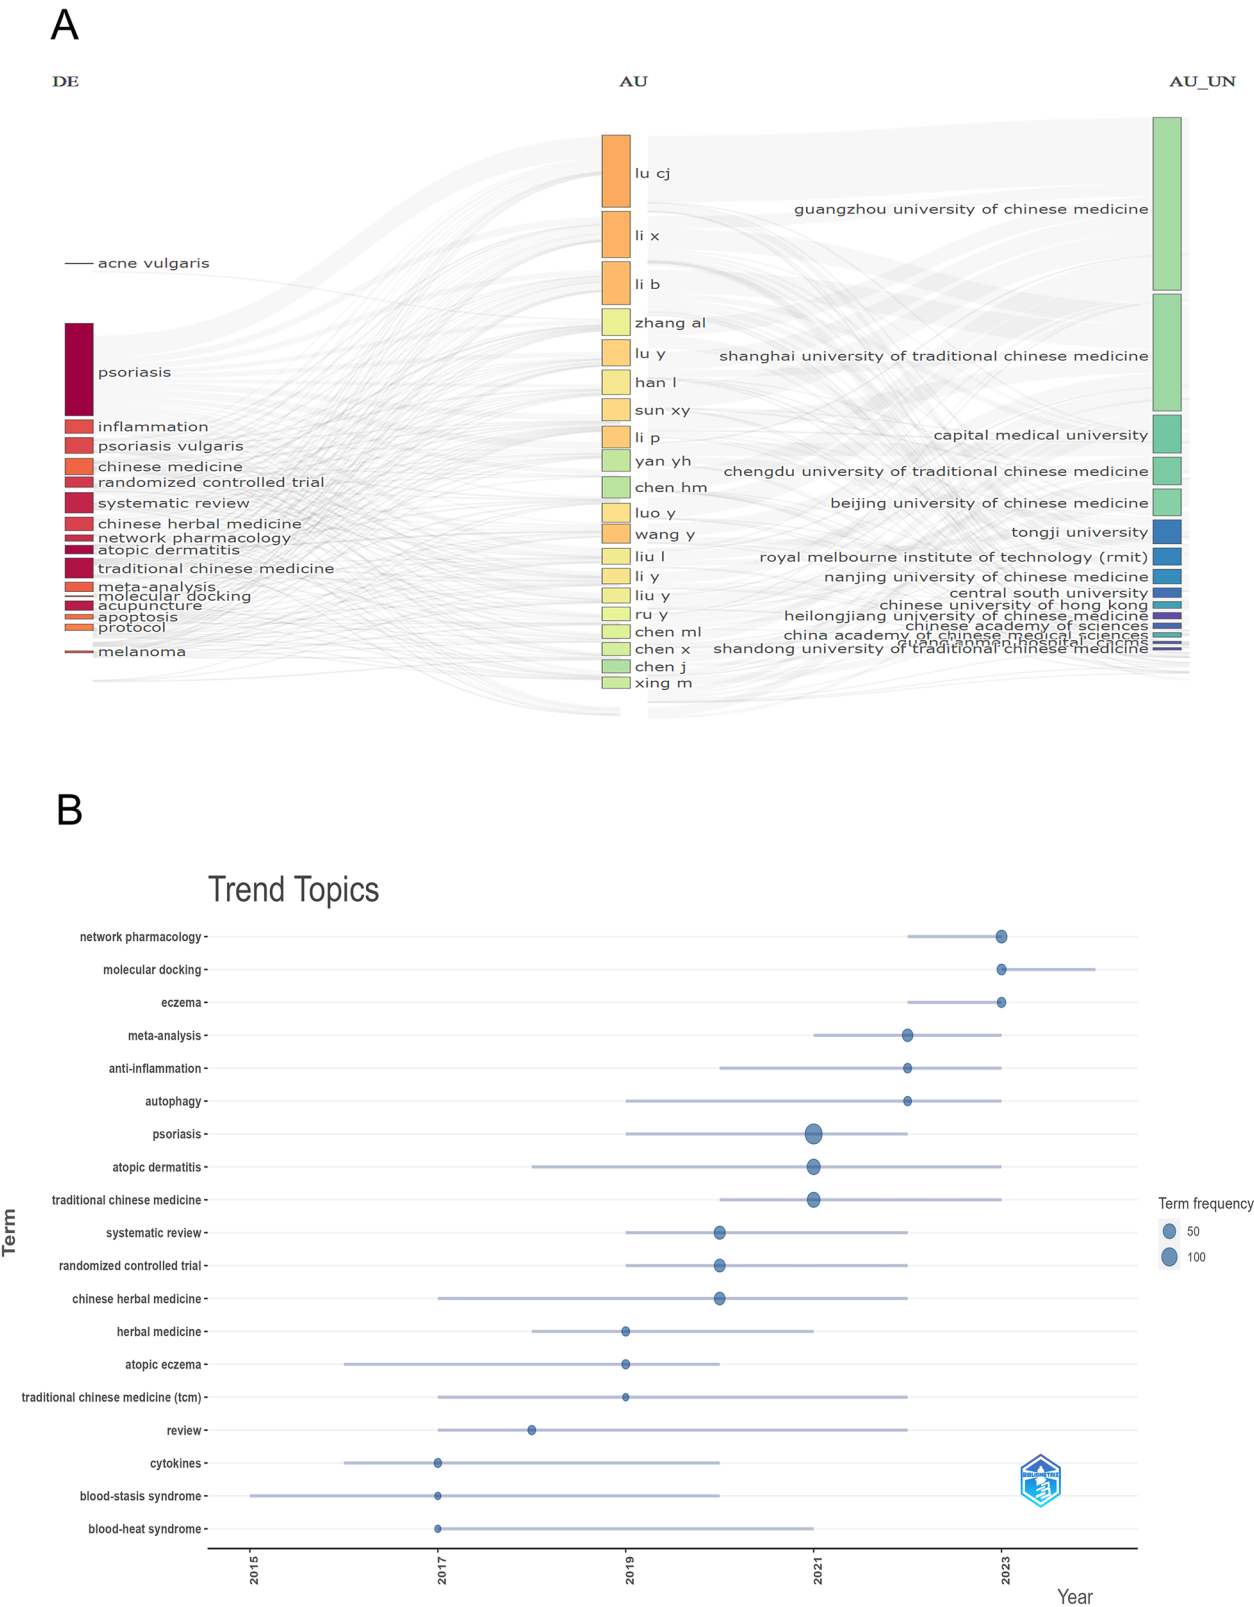 A
DE
AU
AU_UN
acne vulgaris
psoriasis
inflammation
psoriasis vulgaris
chinese medicine
randomized controlled trial
systematic review
chinese herbal medicine
network pharmacology
atopic dermatitis
traditional chinese medicine
meta-analysis
molecular docking
acupuncture
apoptosis
protocol
melanoma
lu cj
li x
li b
zhang al
lu y
han l
sun xy
li p
yan yh
chen hm
luo y
wang y
liu l
li y
liu y
ru y
chen ml
chen x
chen j
xing m
guangzhou university of chinese medicine
shanghai university of traditional chinese medicine
capital medical university
chengdu university of traditional chinese medicine
beijing university of chinese medicine
tongji university
royal melbourne institute of technology (rmit)
nanjing university of chinese medicine
central south university
chinese university of hong kong
heilongjiang university of chinese medicine
chinese academy of sciences
china academy of chinese medical sciences
guang'anmen hospital, cacms
shandong university of traditional chinese medicine
B
Trend Topics
network pharmacology
molecular docking
eczema
meta-analysis
anti-inflammation
autophagy
psoriasis
atopic dermatitis
traditional chinese medicine
systematic review
randomized controlled trial
chinese herbal medicine
herbal medicine
atopic eczema
traditional chinese medicine (tcm)
review
cytokines
blood-stasis syndrome
blood-heat syndrome
Term
Term frequency
50
100
BIBLIOMETRIX
2015
2017
2019
2021
2023
Year